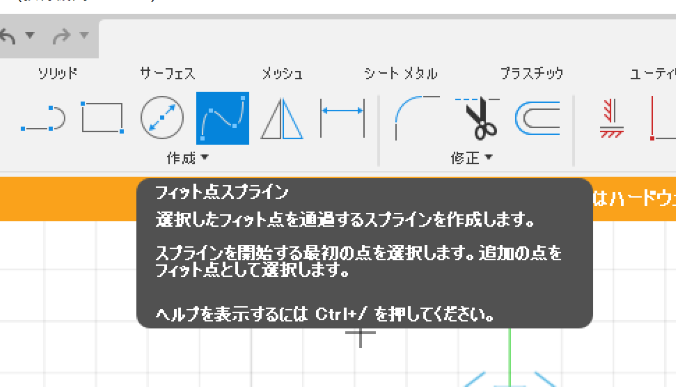 ソリッド
サーフェス
メッシュ
シート メタル
プラスチック
ユーティ
作成
修正
はハードウ
フィット点スプライン
選択したフィット点を通過するスプラインを作成します。
スプラインを開始する最初の点を選択します。追加の点を
フィット点として選択します。
ヘルプを表示するには Ctrl+/ を押してください。